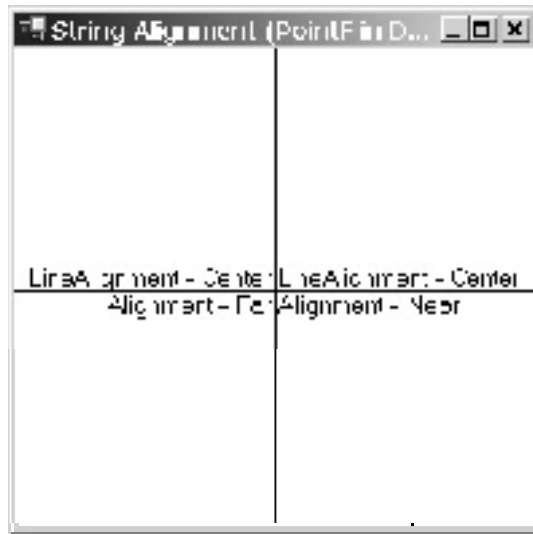 String Alignment (PointF in D...
LineAlignment - Center LineAlignment - Center
Alignment - Far Alignment - Near